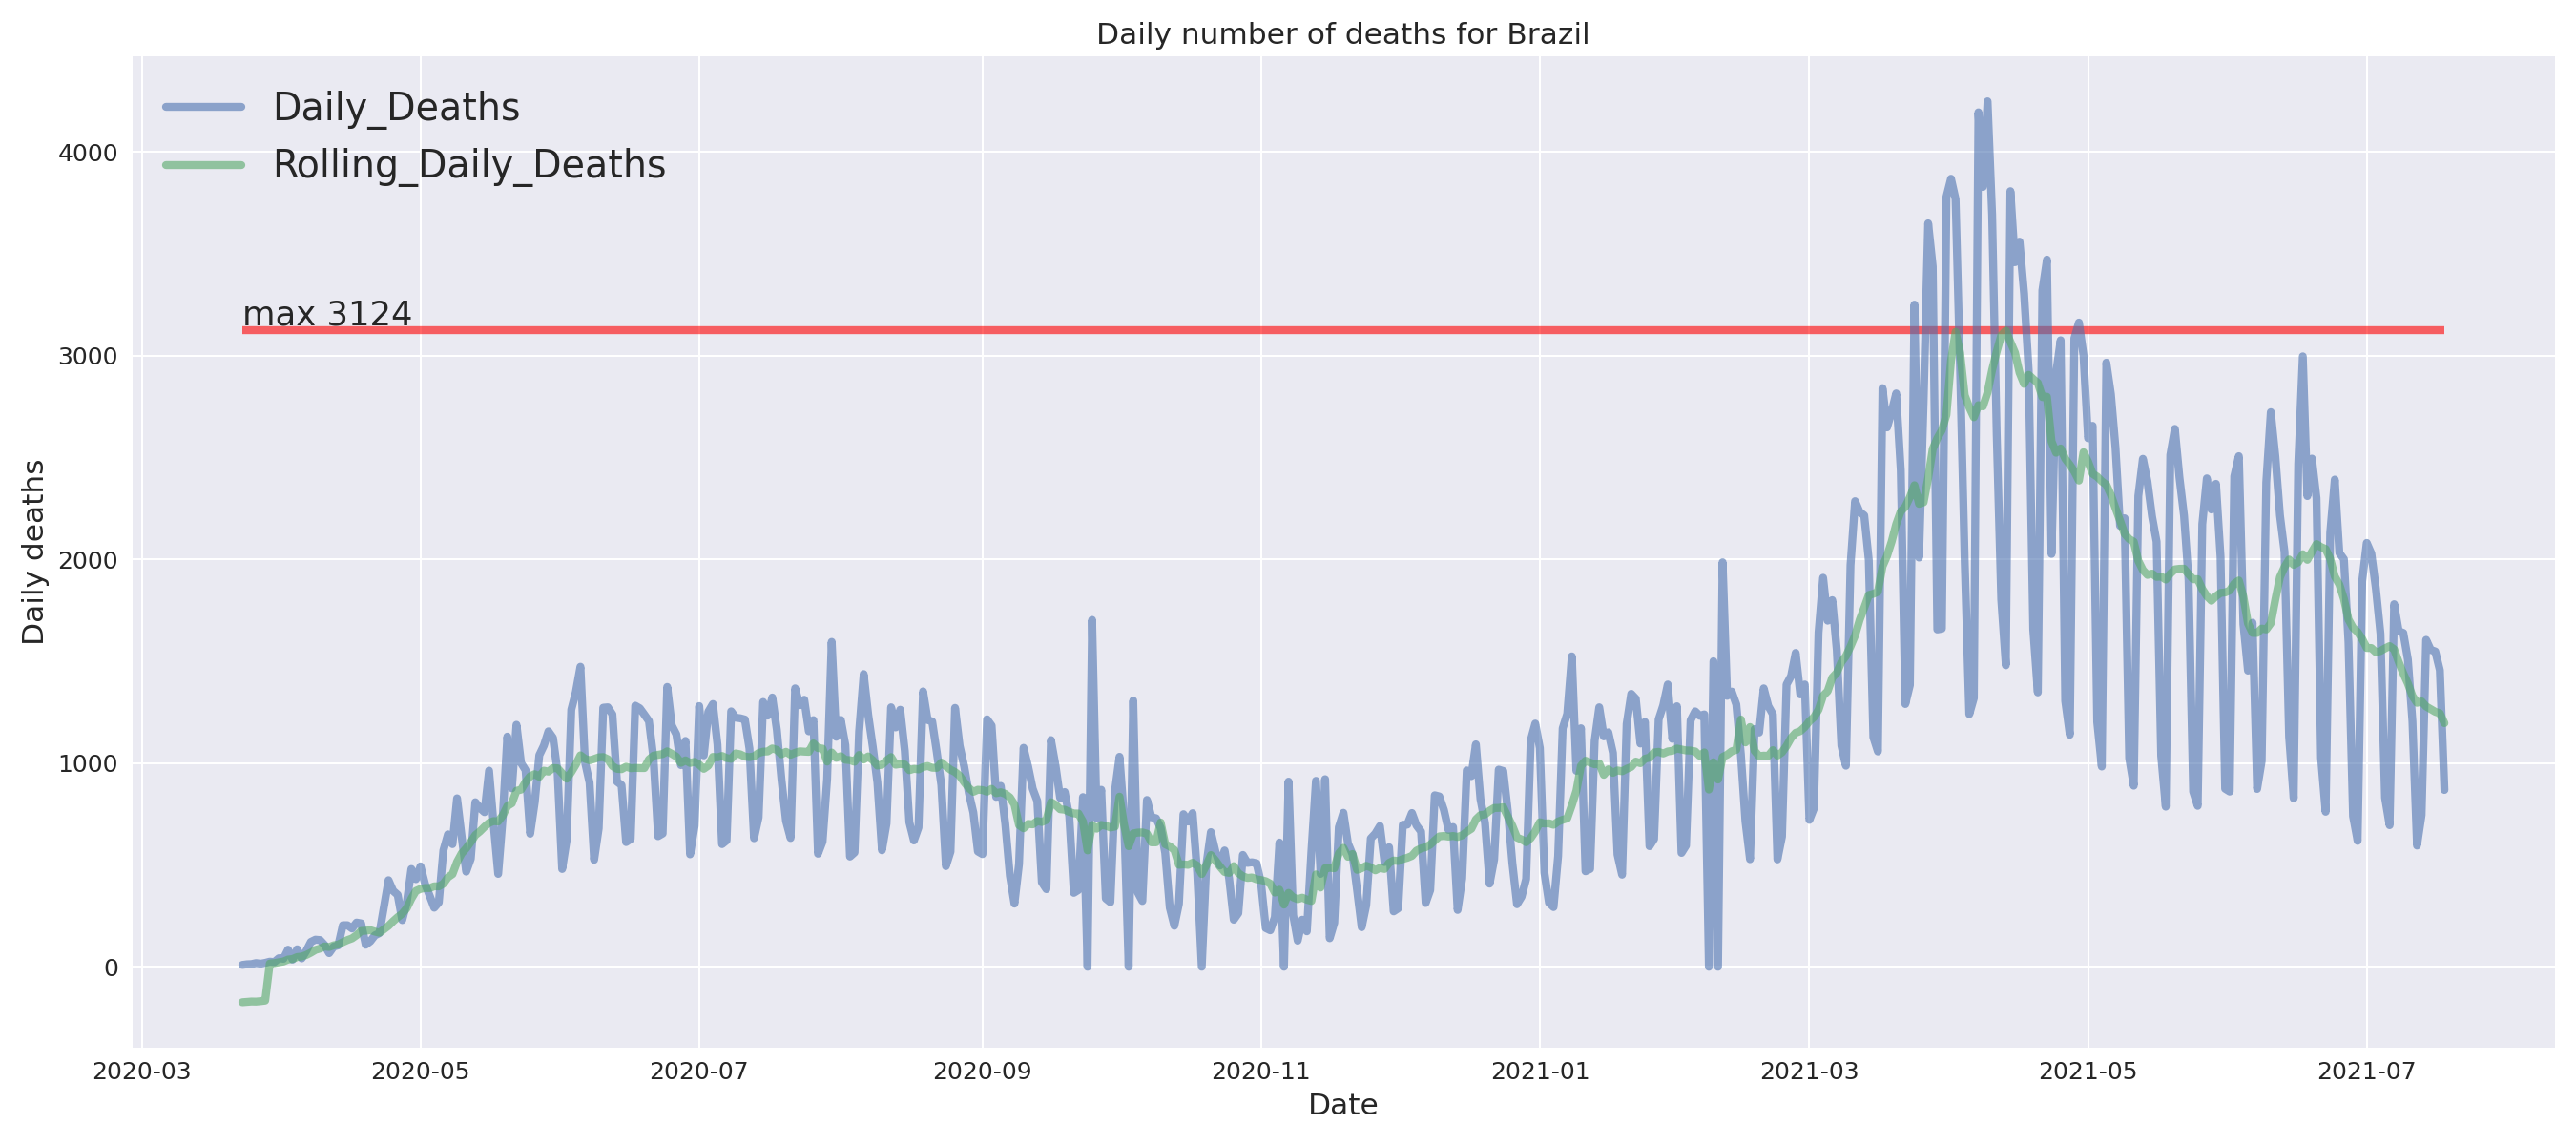 Daily number of deaths for Brazil
Daily_Deaths
Rolling_Daily_Deaths
max 3124
Daily deaths
4000
3000
2000
1000
0
2020-03 2020-05 2020-07 2020-09 2020-11 2021-01 2021-03 2021-05 2021-07
Date